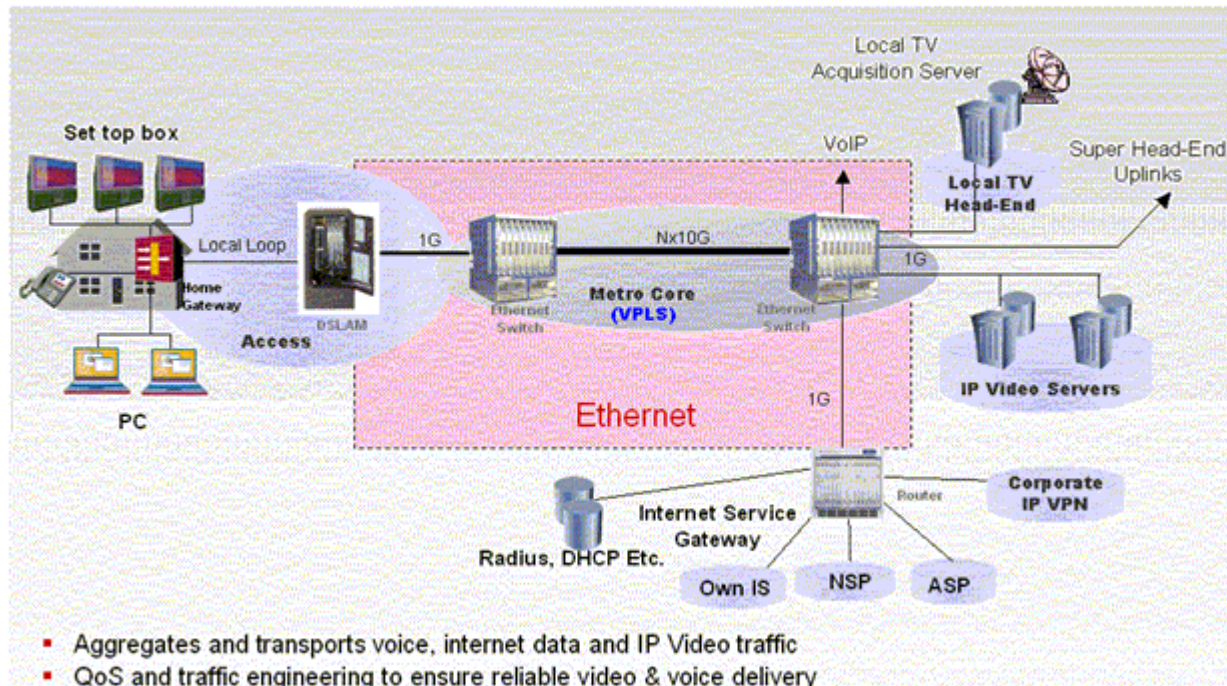 Local TV
Acquisition Server
Set top box
VoIP
Super Head-End
Uplinks
Local TV
Head-End
Local Loop
1G
Nx10G
1G
Home
Gateway
DSLAM
Ethernet
Switch
Metro Core
(VPLS)
Ethernet
Switch
Access
IP Video Servers
PC
Ethernet
1G
Router
Corporate
IP VPN
Internet Service
Gateway
Radius, DHCP Etc.
Own IS
NSP
ASP
▪ Aggregates and transports voice, internet data and IP Video traffic
▪ QoS and traffic engineering to ensure reliable video & voice delivery